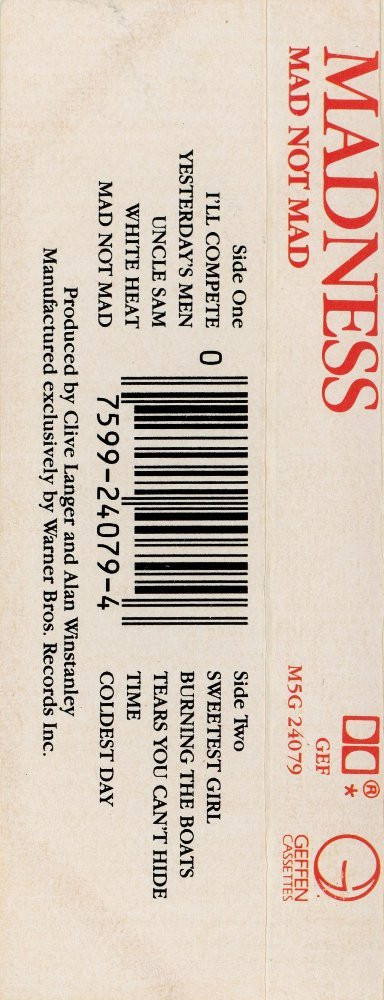 MADNESS
MAD NOT MAD
GEF
M5G 24079
®
*
GEFFEN
CASSETTES
Side One
I'LL COMPETE
YESTERDAY'S MEN
UNCLE SAM
WHITE HEAT
MAD NOT MAD
0
7599-24079-4
Side Two
SWEETEST GIRL
BURNING THE BOATS
TEARS YOU CAN'T HIDE
TIME
COLDEST DAY
Produced by Clive Langer and Alan Winstanley
Manufactured exclusively by Warner Bros. Records Inc.